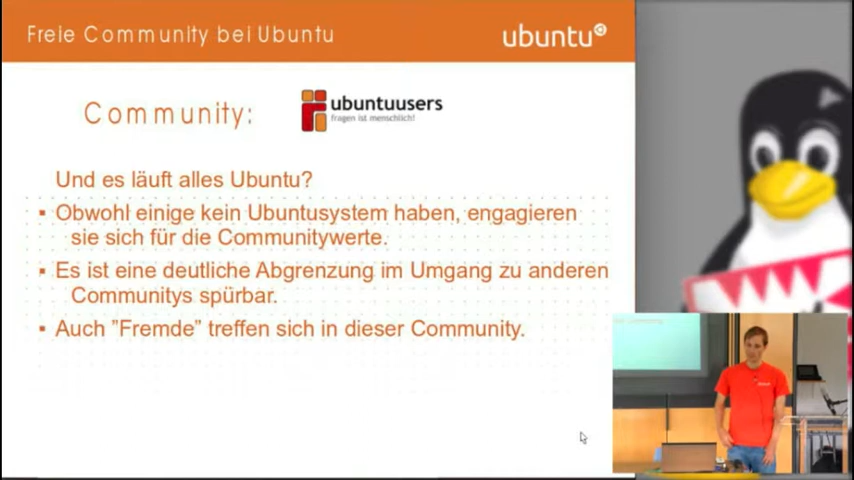 Freie Community bei Ubuntu
ubuntu
Community:
ubuntuusers
fragen ist menschlich!
Und es läuft alles Ubuntu?
Obwohl einige kein Ubuntusystem haben, engagieren
sie sich für die Communitywerte.
Es ist eine deutliche Abgrenzung im Umgang zu anderen
Communitys spürbar.
Auch ”Fremde” treffen sich in dieser Community.